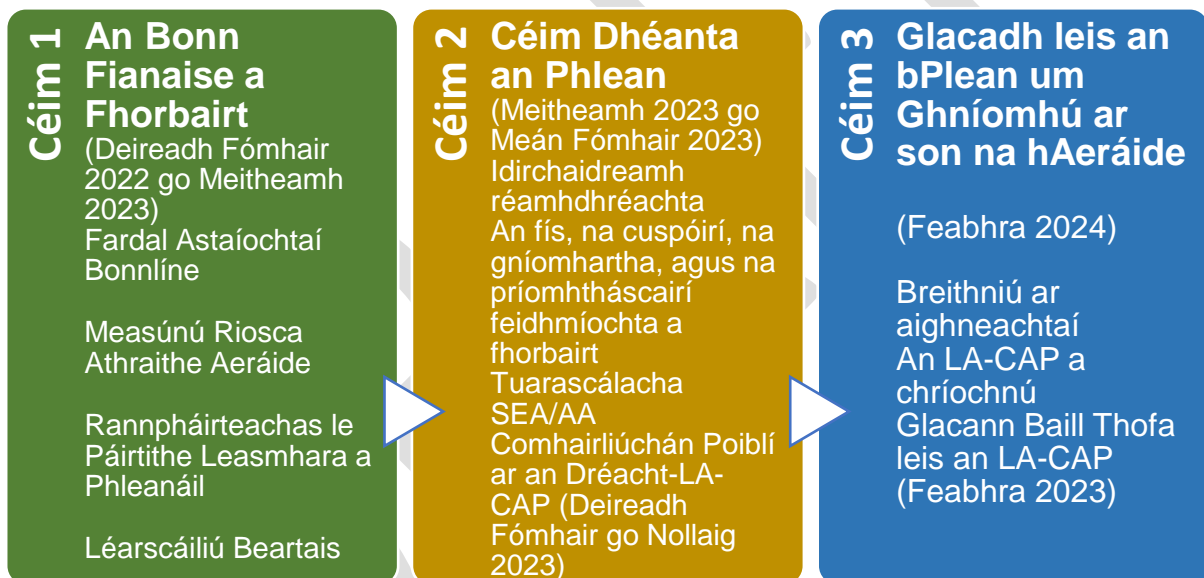 Céim 1
An Bonn
Fianaise a
Fhorbairt
(Deireadh Fómhair
2022 go Meitheamh
2023)
Fardal Astaíochtaí
Bonnlíne
Measúnú Riosca
Athraithe Aeráide
Rannpháirteachas le
Páirtithe Leasmhara a
Phleanáil
Léarscáiliú Beartais
Céim 2
Céim Dhéanta
an Phlean
(Meitheamh 2023 go
Meán Fómhair 2023)
Idirchaidreamh
réamhdhréachta
An fís, na cuspóirí, na
gníomhartha, agus na
príomhtháscairí
feidhmíochta a
fhorbairt
Tuarascálacha
SEA/AA
Comhairliúchán Poiblí
ar an Dréacht-LA-
CAP (Deireadh
Fómhair go Nollaig
2023)
Céim 3
Glacadh leis an
bPlean um
Ghníomhú ar
son na hAeráide
(Feabhra 2024)
Breithniú ar
aighneachtaí
An LA-CAP a
chríochnú
Glacann Baill Thofa
leis an LA-CAP
(Feabhra 2023)